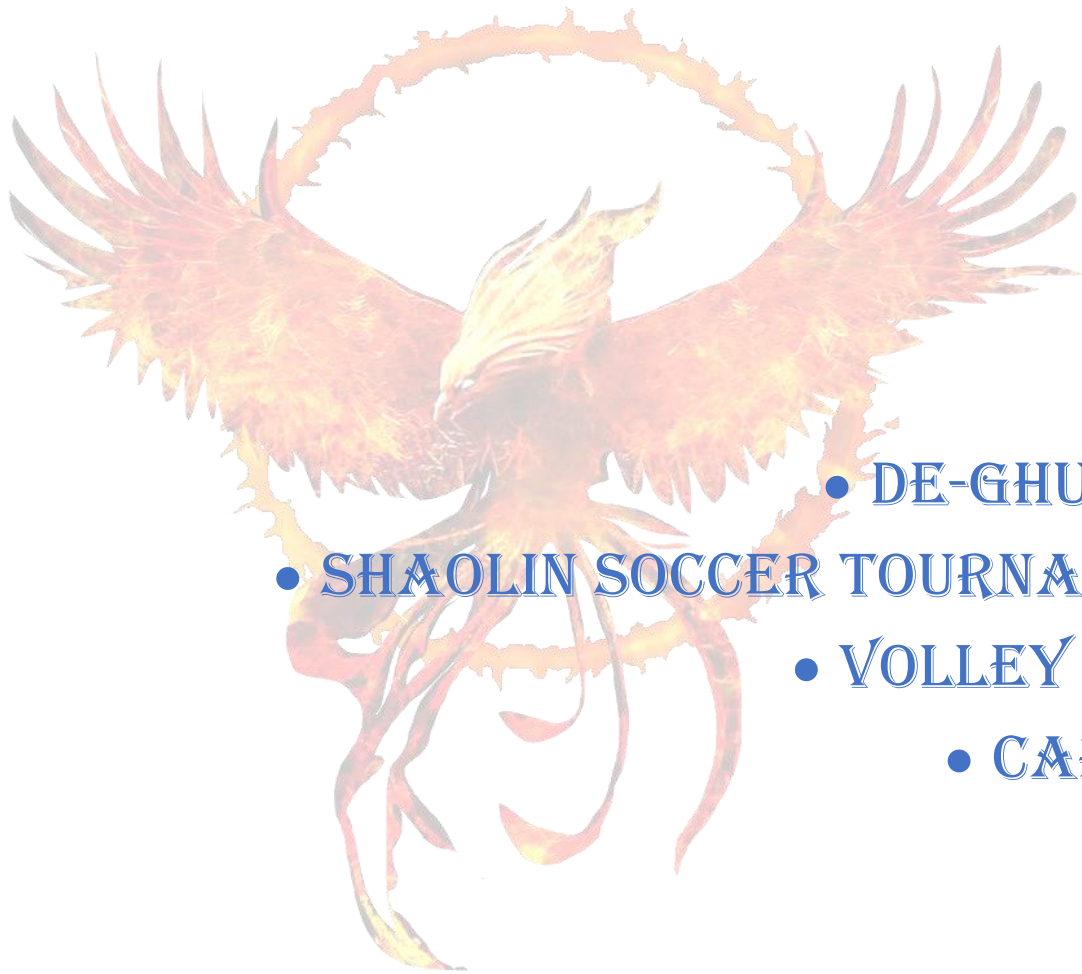 • DE-GHU
• SHAOLIN SOCCER TOURNA
• VOLLEY
• CA